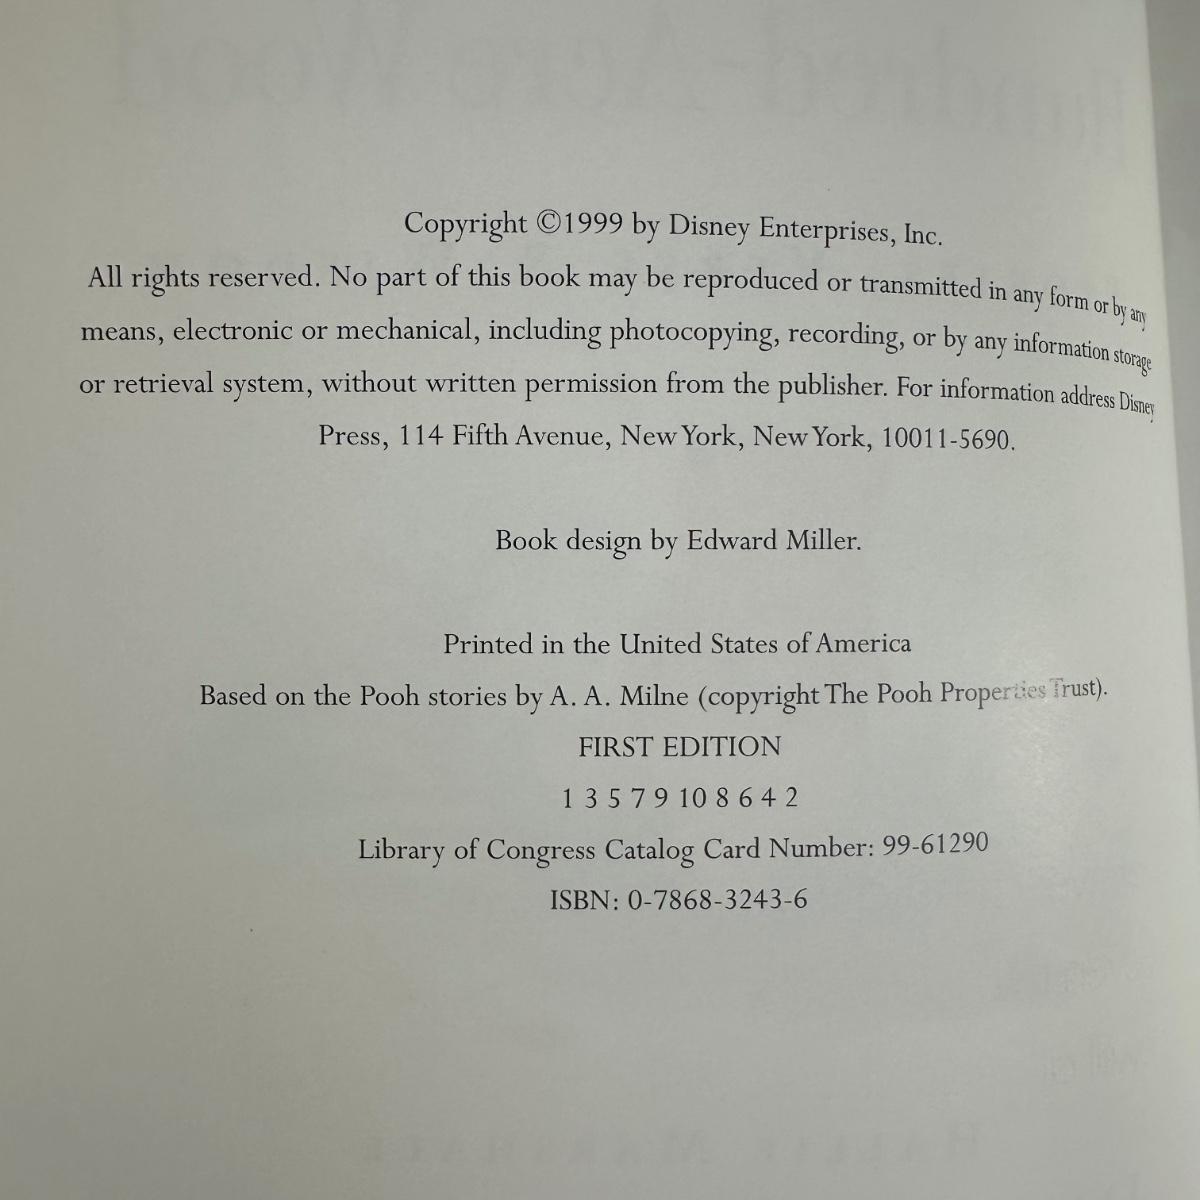 Copyright ©1999 by Disney Enterprises, Inc.
All rights reserved. No part of this book may be reproduced or transmitted in any form or by any
means, electronic or mechanical, including photocopying, recording, or by any information storage
or retrieval system, without written permission from the publisher. For information address Disney
Press, 114 Fifth Avenue, New York, New York, 10011-5690.
Book design by Edward Miller.
Printed in the United States of America
Based on the Pooh stories by A. A. Milne (copyright The Pooh Properties Trust).
FIRST EDITION
1 3 5 7 9 10 8 6 4 2
Library of Congress Catalog Card Number: 99-61290
ISBN: 0-7868-3243-6